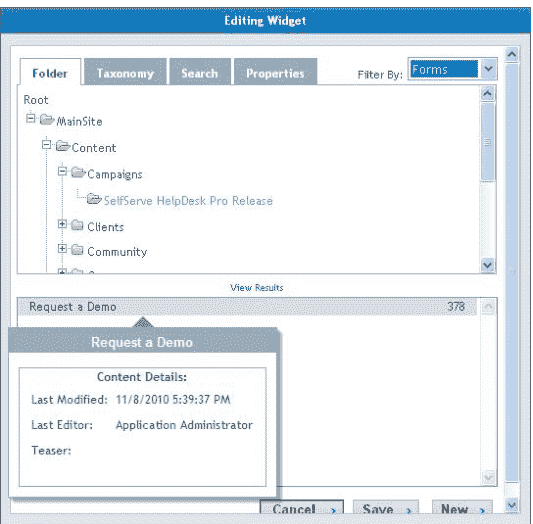 Editing Widget
Folder Taxonomy Search Properties Filter By: Forms
Root
MainSite
Content
Campaigns
SelfServe HelpDesk Pro Release
Clients
Community
View Results
Request a Demo 378
Request a Demo
Content Details:
Last Modified: 11/8/2010 5:39:37 PM
Last Editor: Application Administrator
Teaser:
Cancel Save New